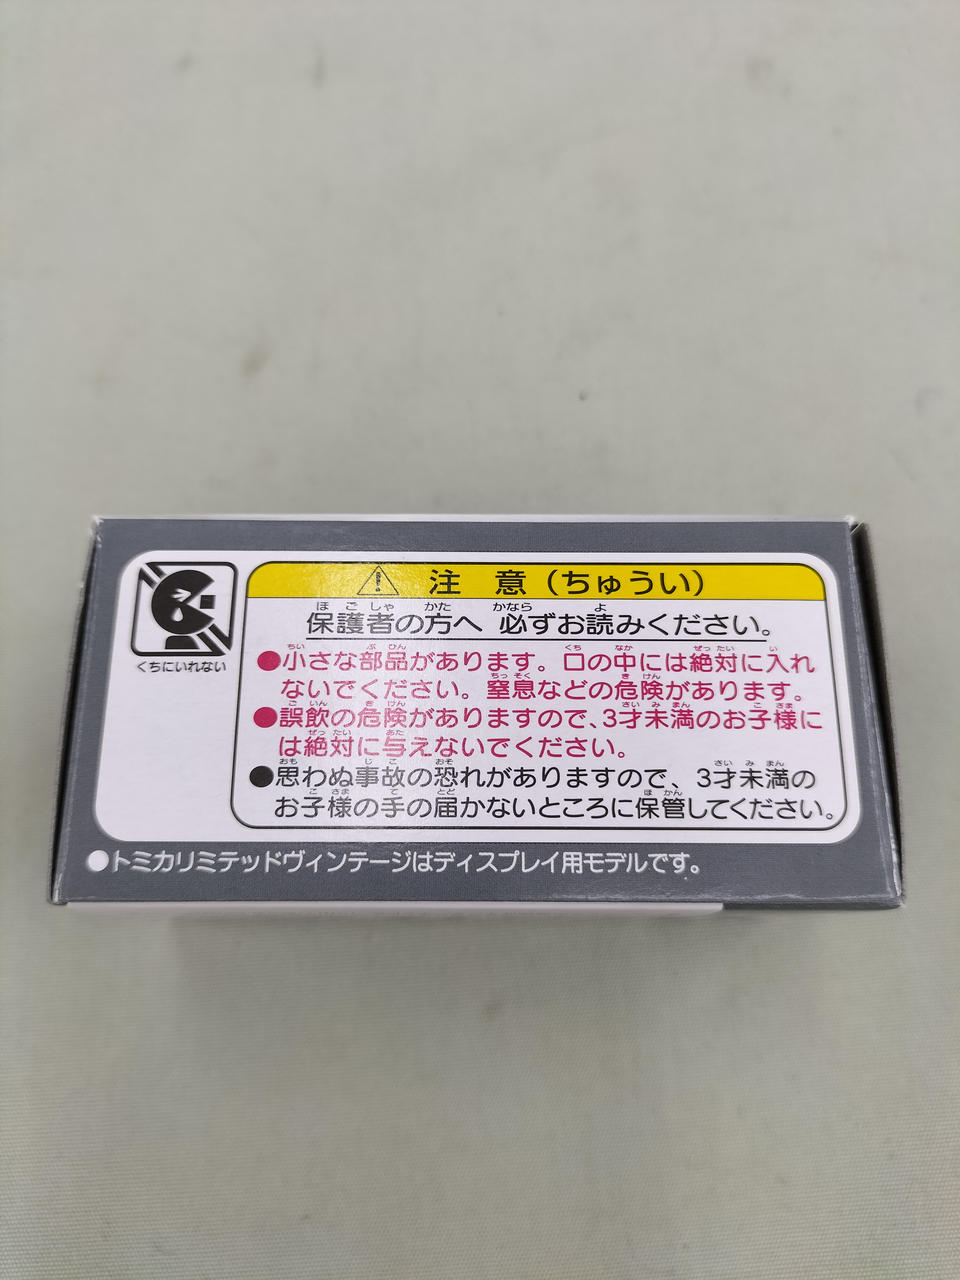 くちにいれない
⚠ 注 意（ちゅうい）
保護者の方へ 必ずお読みください。
●小さな部品があります。口の中には絶対に入れ
ないでください。窒息などの危険があります。
●誤飲の危険がありますので、3才未満のお子様に
は絶対に与えないでください。
●思わぬ事故の恐れがありますので、3才未満の
お子様の手の届かないところに保管してください。
●トミカリミテッドヴィンテージはディスプレイ用モデルです。